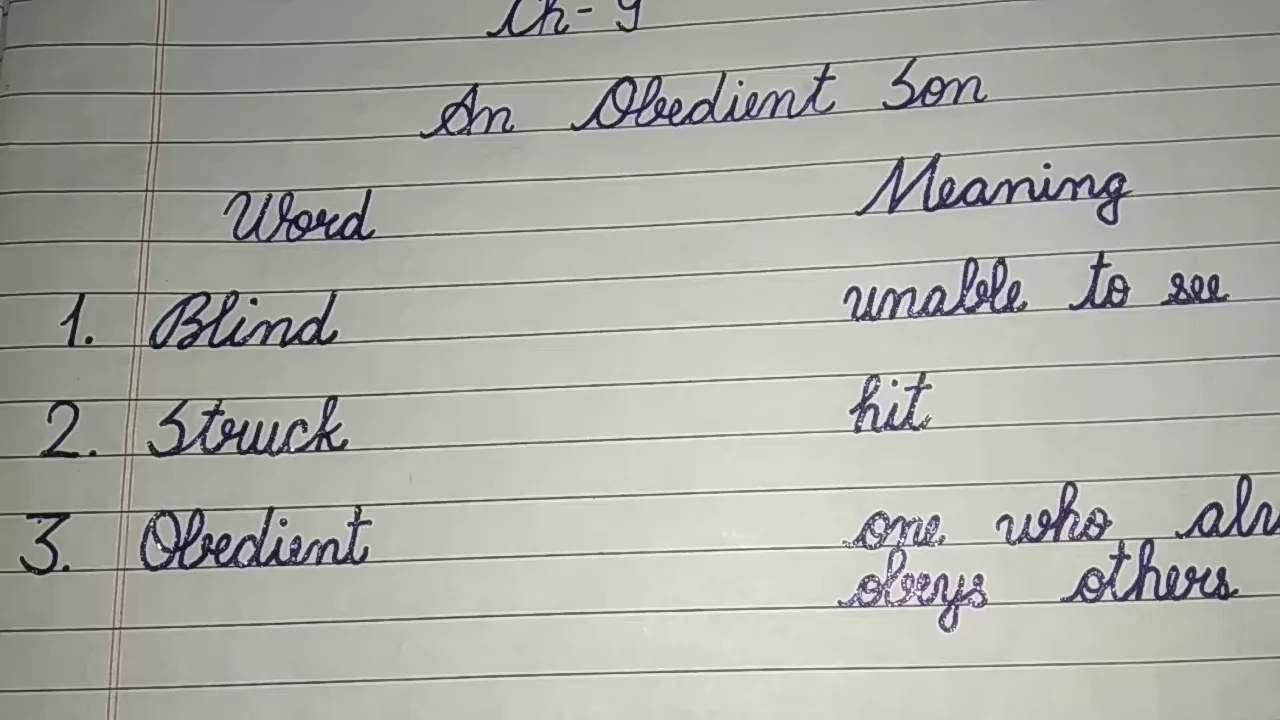 Ch - 9
An Obedient Son
Word Meaning
1. Blind unable to see
2. Struck hit
3. Obedient one who
obeys others